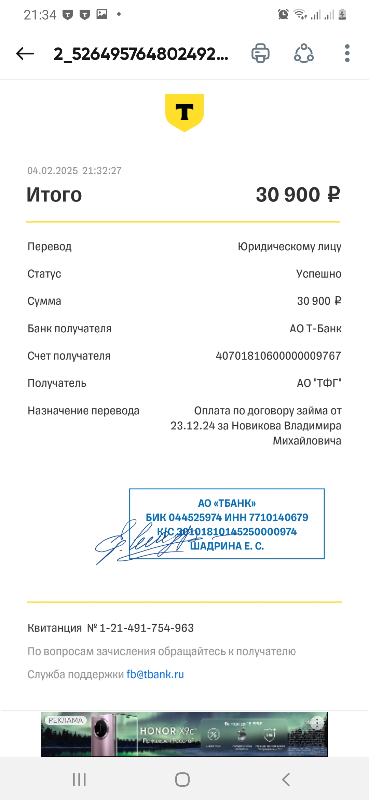 21:34
2_526495764802492...
T
04.02.2025 21:32:27
Итого 30 900 ₽
Перевод Юридическому лицу
Статус Успешно
Сумма 30 900 ₽
Банк получателя АО Т-Банк
Счет получателя 40701810600000009767
Получатель АО "ТФГ"
Назначение перевода Оплата по договору займа от
23.12.24 за Новикова Владимира
Михайловича
АО «ТБАНК»
БИК 044525974 ИНН 7710140679
К/С 30101810145250000974
ШАДРИНА Е. С.
Квитанция № 1-21-491-754-963
По вопросам зачисления обращайтесь к получателю
Служба поддержки fb@tbank.ru
РЕКЛАМА
HONOR X9c